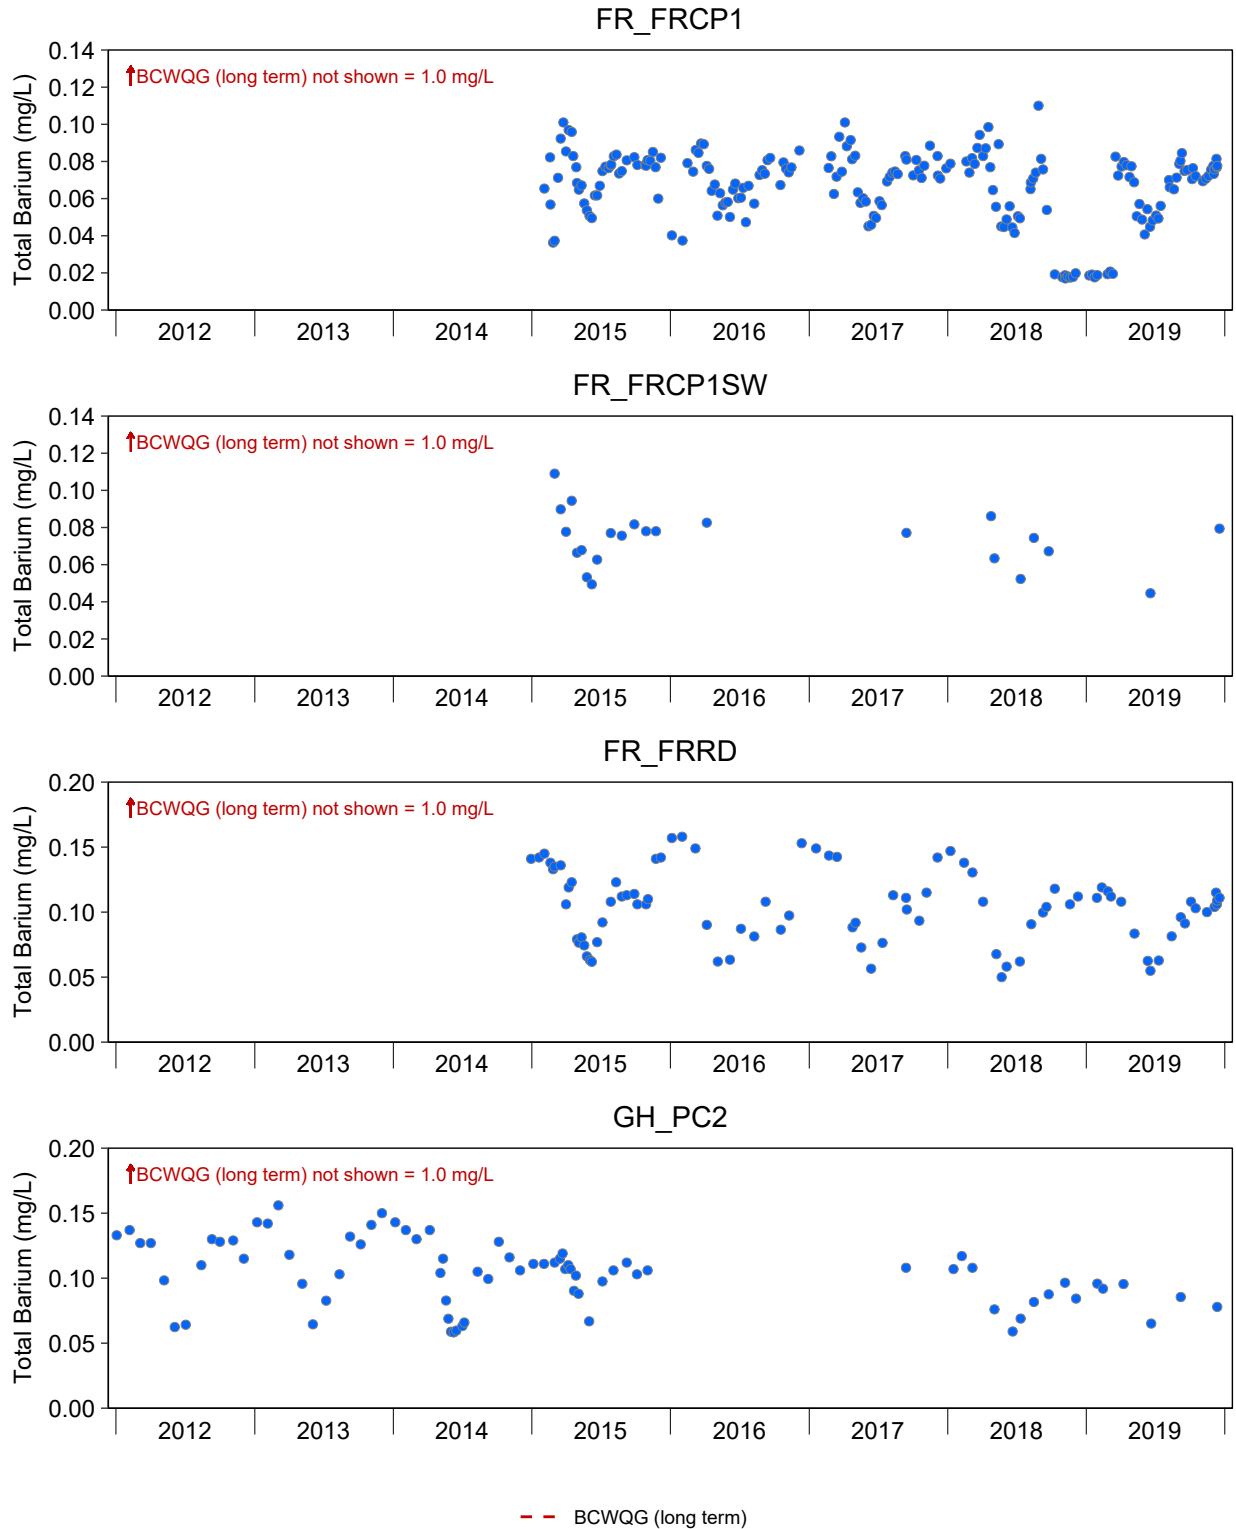 FR_FRCP1
Total Barium (mg/L)
0.14
0.12
0.10
0.08
0.06
0.04
0.02
0.00
BCWQG (long term) not shown = 1.0 mg/L
2012 2013 2014 2015 2016 2017 2018 2019
FR_FRCP1SW
Total Barium (mg/L)
0.14
0.12
0.10
0.08
0.06
0.04
0.02
0.00
BCWQG (long term) not shown = 1.0 mg/L
2012 2013 2014 2015 2016 2017 2018 2019
FR_FRRD
Total Barium (mg/L)
0.20
0.15
0.10
0.05
0.00
BCWQG (long term) not shown = 1.0 mg/L
2012 2013 2014 2015 2016 2017 2018 2019
GH_PC2
Total Barium (mg/L)
0.20
0.15
0.10
0.05
0.00
BCWQG (long term) not shown = 1.0 mg/L
2012 2013 2014 2015 2016 2017 2018 2019
BCWQG (long term)